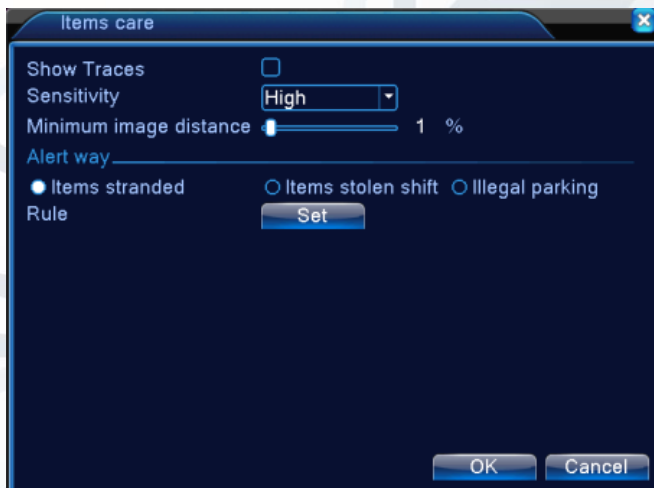 Items care
Show Traces
Sensitivity High
Minimum image distance 1 %
Alert way
Items stranded Items stolen shift Illegal parking
Rule Set
OK Cancel